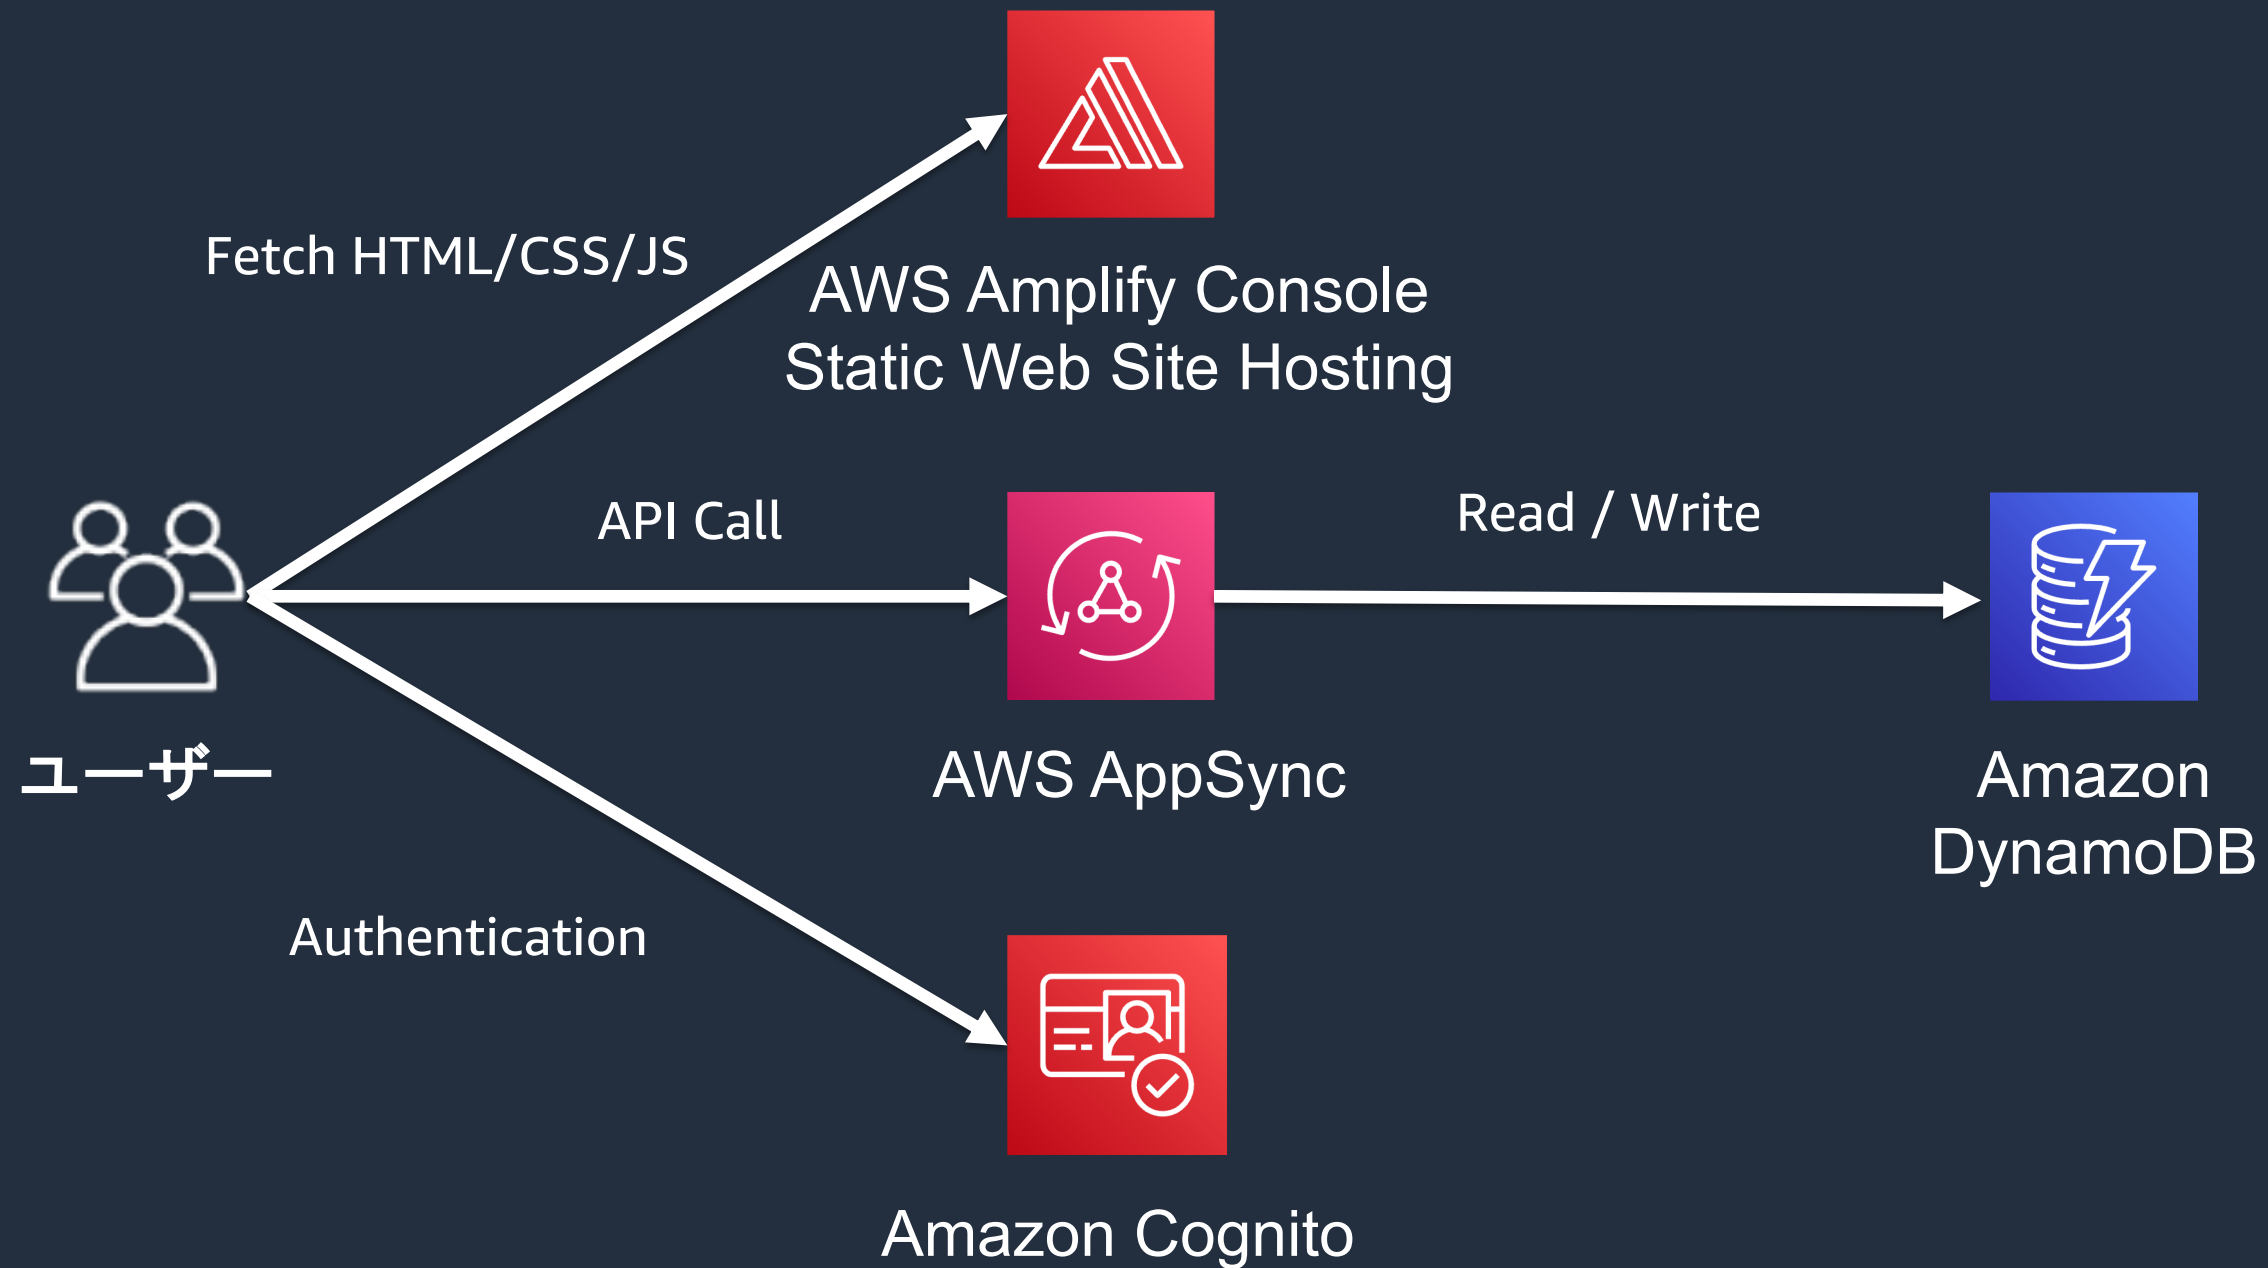 Fetch HTML/CSS/JS
AWS Amplify Console
Static Web Site Hosting
API Call
Read / Write
ユーザー
AWS AppSync
Amazon
DynamoDB
Authentication
Amazon Cognito